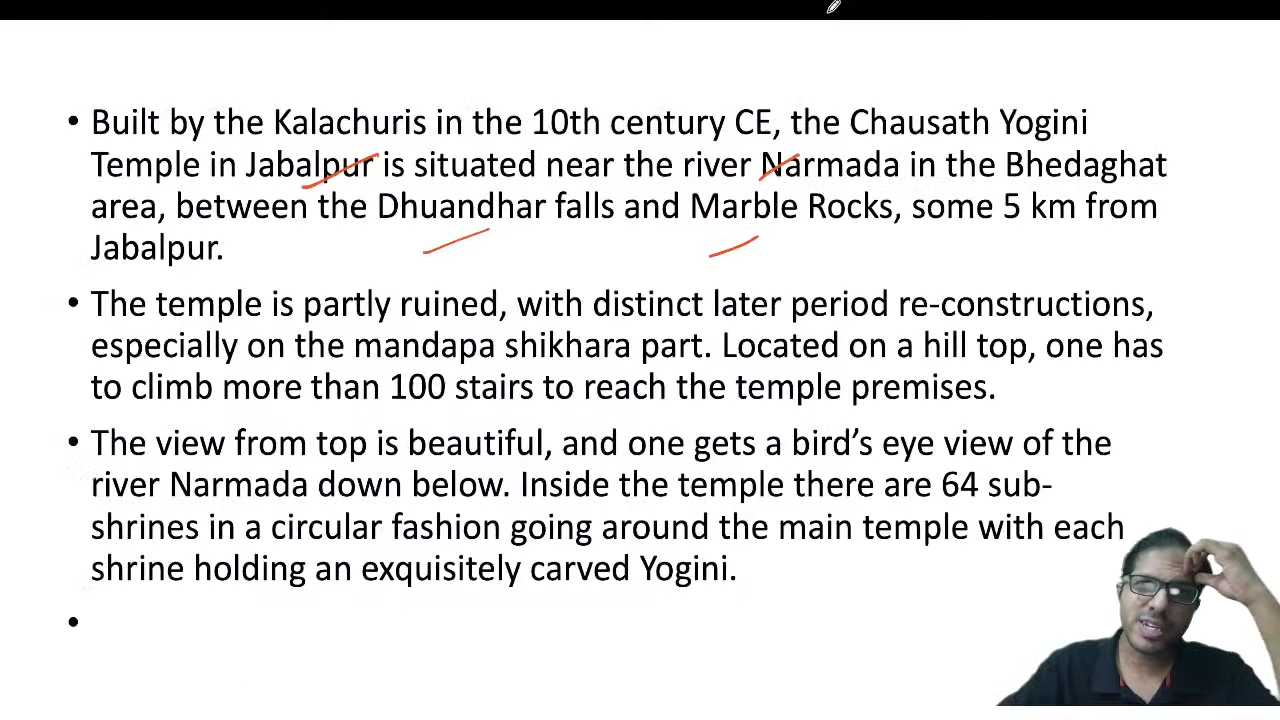 • Built by the Kalachuris in the 10th century CE, the Chausath Yogini
Temple in Jabalpur is situated near the river Narmada in the Bhedaghat
area, between the Dhuandhar falls and Marble Rocks, some 5 km from
Jabalpur.
• The temple is partly ruined, with distinct later period re-constructions,
especially on the mandapa shikhara part. Located on a hill top, one has
to climb more than 100 stairs to reach the temple premises.
• The view from top is beautiful, and one gets a bird’s eye view of the
river Narmada down below. Inside the temple there are 64 sub-
shrines in a circular fashion going around the main temple with each
shrine holding an exquisitely carved Yogini.
•